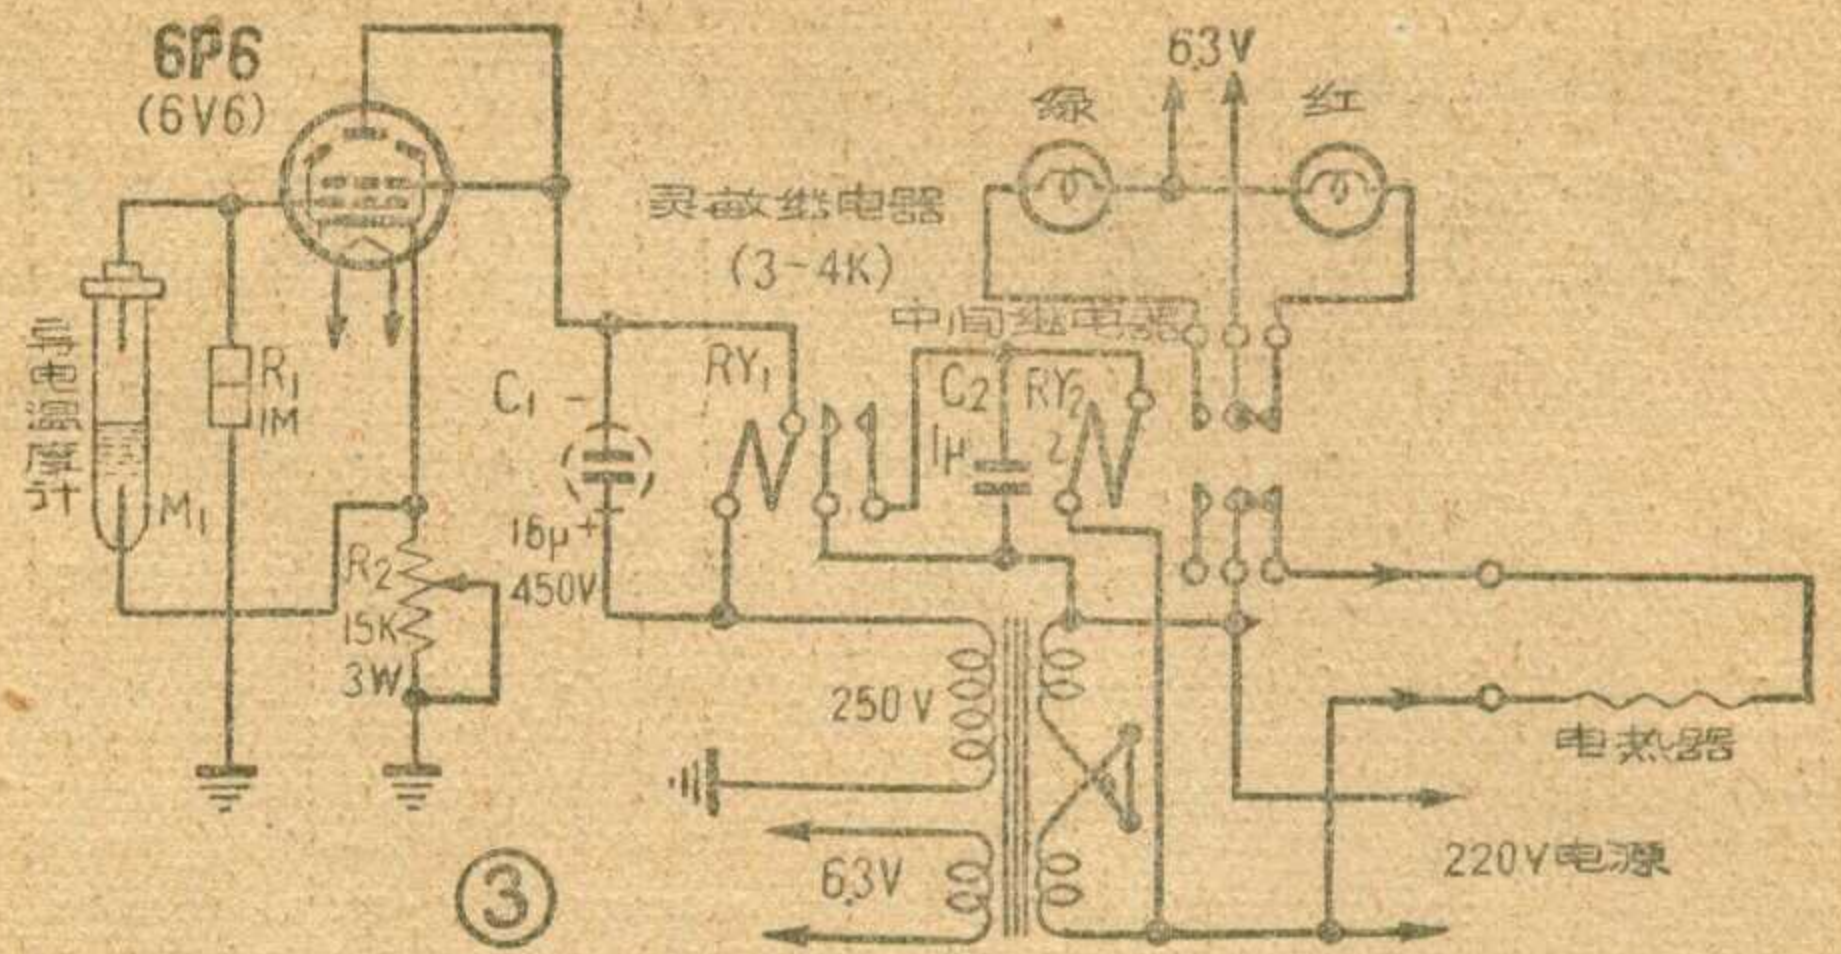 6P6
(6V6)
导电温度计
M₁
R₁
1M
R₂
15K
3W
C₁
-
16μ +
450V
灵敏继电器
(3-4K)
RY₁
中间继电器
C₂
1μ
RY₂
2
6.3V
绿
红
250V
6.3V
电热器
220V电源
③